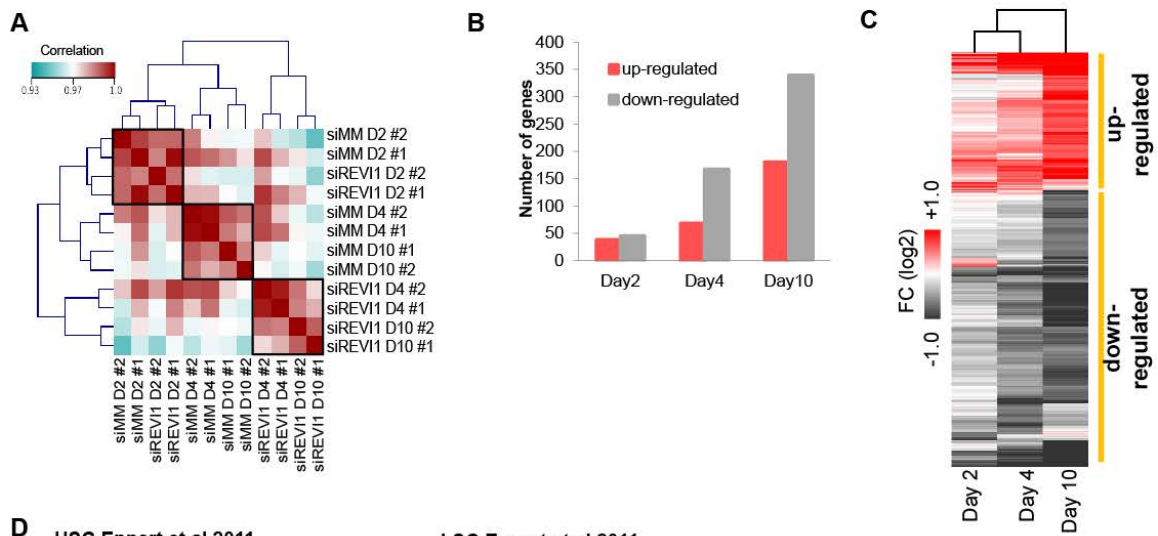 A
Correlation
0.93
0.97
1.0
siMM D2 #2
siMM D2 #1
siREVI1 D2 #2
siREVI1 D2 #1
siMM D4 #2
siMM D4 #1
siMM D10 #1
siMM D10 #2
siREVI1 D4 #2
siREVI1 D4 #1
siREVI1 D10 #2
siREVI1 D10 #1
siMM D2 #2
siMM D2 #1
siREVI1 D2 #2
siREVI1 D2 #1
siMM D4 #2
siMM D4 #1
siMM D10 #1
siMM D10 #2
siREVI1 D4 #2
siREVI1 D4 #1
siREVI1 D10 #2
siREVI1 D10 #1
B
Number of genes
400
350
300
250
200
150
100
50
0
up-regulated
down-regulated
Day2
Day4
Day10
C
up-
regulated
down-
regulated
+1.0
FC (log2)
-1.0
Day 2
Day 4
Day 10
D
et al 2011
et al 2011